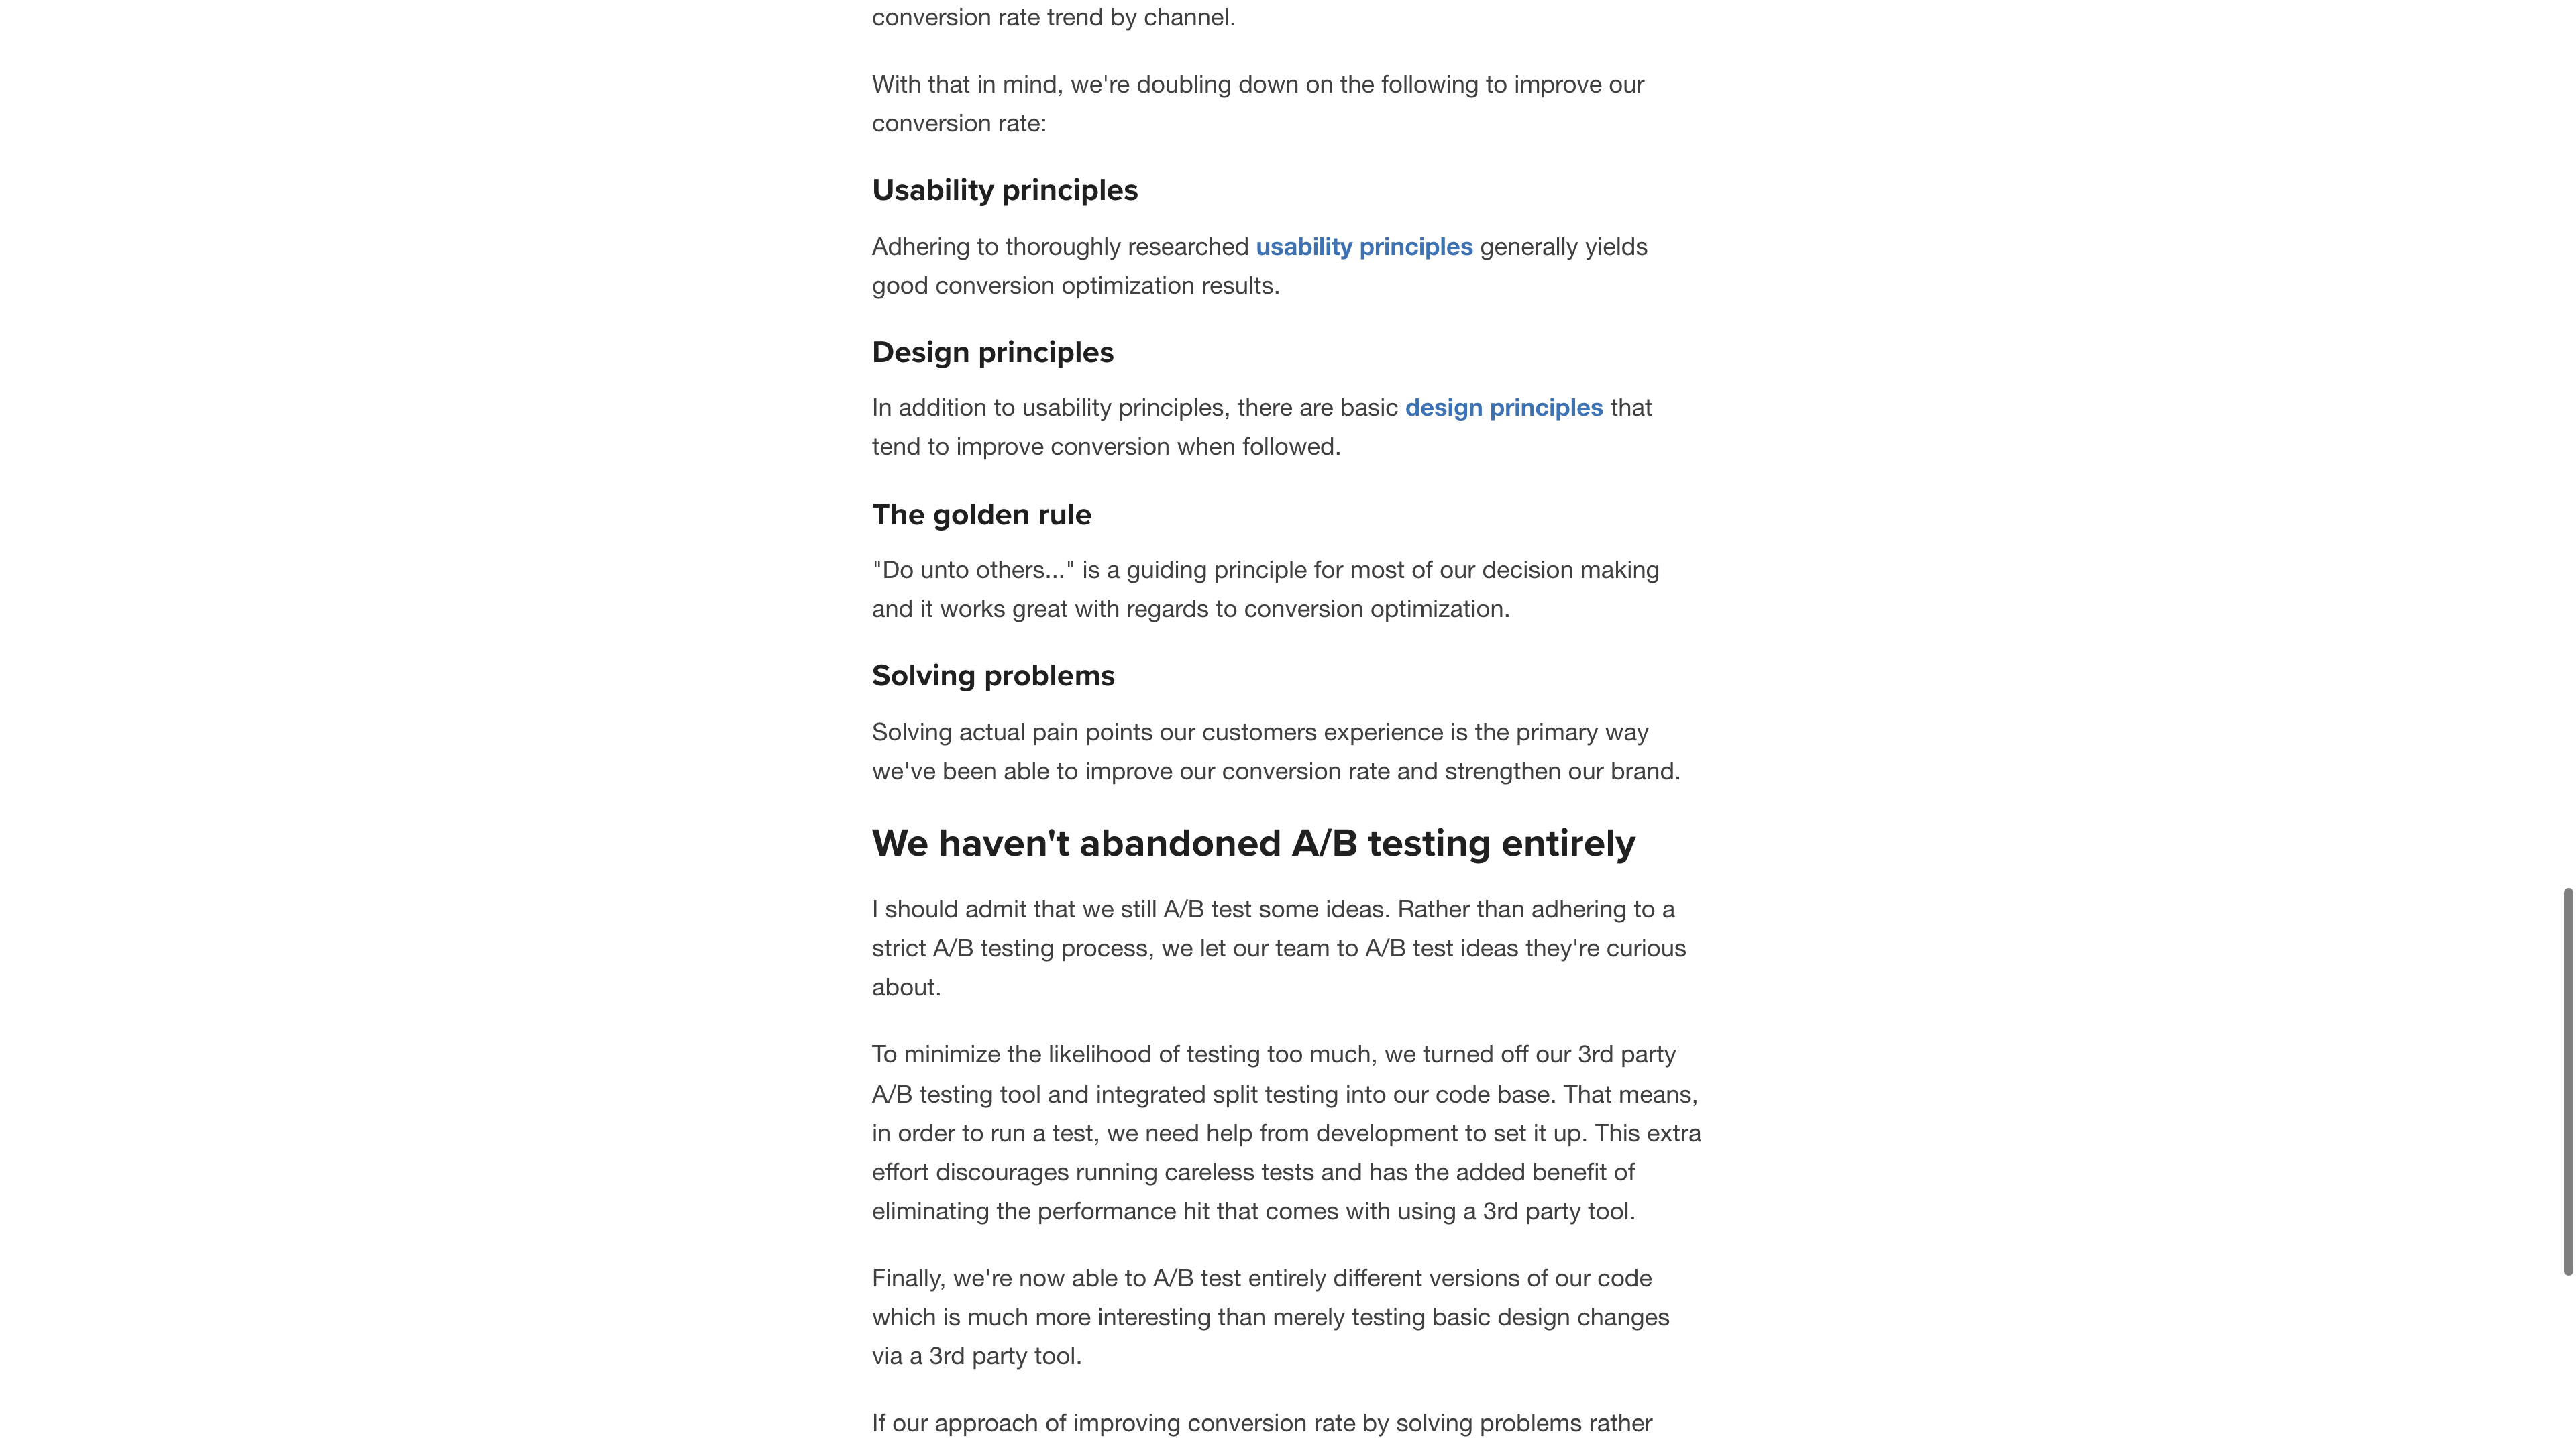 conversion rate trend by channel.
With that in mind, we're doubling down on the following to improve our
conversion rate:
Usability principles
Adhering to thoroughly researched usability principles generally yields
good conversion optimization results.
Design principles
In addition to usability principles, there are basic design principles that
tend to improve conversion when followed.
The golden rule
"Do unto others..." is a guiding principle for most of our decision making
and it works great with regards to conversion optimization.
Solving problems
Solving actual pain points our customers experience is the primary way
we've been able to improve our conversion rate and strengthen our brand.
We haven't abandoned A/B testing entirely
I should admit that we still A/B test some ideas. Rather than adhering to a
strict A/B testing process, we let our team to A/B test ideas they're curious
about.
To minimize the likelihood of testing too much, we turned off our 3rd party
A/B testing tool and integrated split testing into our code base. That means,
in order to run a test, we need help from development to set it up. This extra
effort discourages running careless tests and has the added benefit of
eliminating the performance hit that comes with using a 3rd party tool.
Finally, we're now able to A/B test entirely different versions of our code
which is much more interesting than merely testing basic design changes
via a 3rd party tool.
If our approach of improving conversion rate by solving problems rather